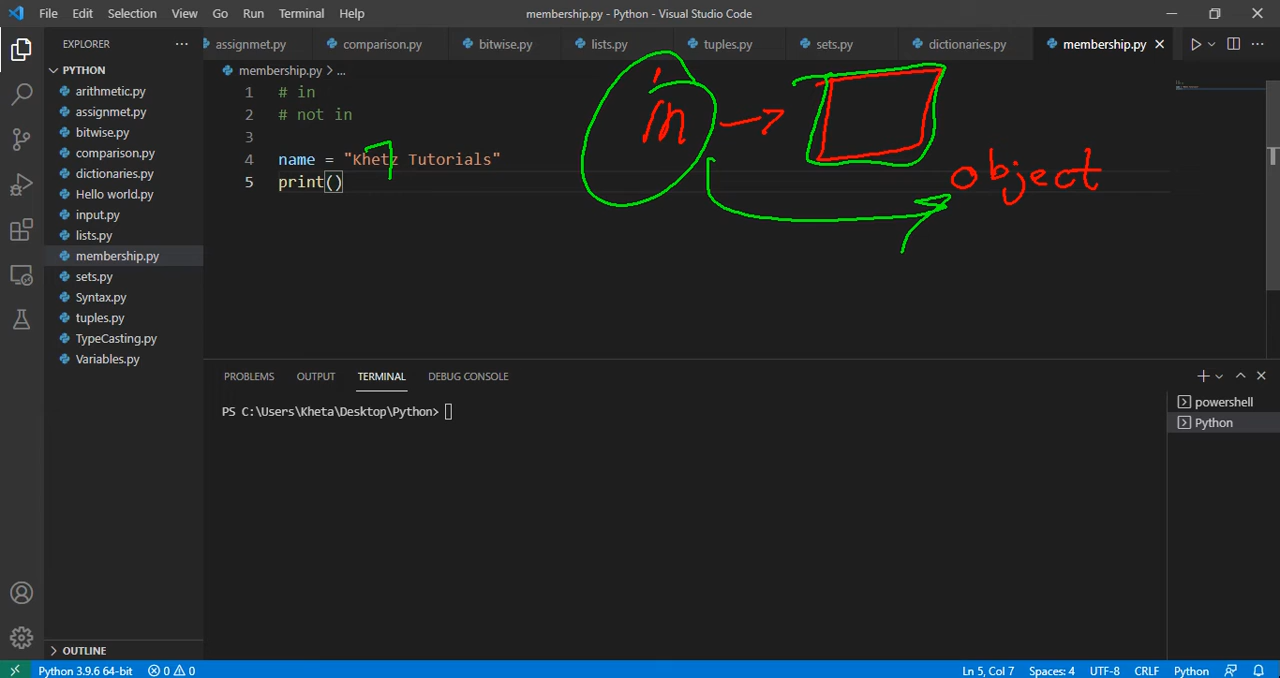 File Edit Selection View Go Run Terminal Help
membership.py - Python - Visual Studio Code
EXPLORER
assignmet.py comparison.py bitwise.py lists.py tuples.py sets.py dictionaries.py membership.py
PYTHON
arithmetic.py
assignmet.py
bitwise.py
comparison.py
dictionaries.py
Hello world.py
input.py
lists.py
membership.py
sets.py
Syntax.py
tuples.py
TypeCasting.py
Variables.py
OUTLINE
membership.py > ...
1 # in
2 # not in
3
4 name = "Khetz Tutorials"
5 print()
in
object
PROBLEMS OUTPUT TERMINAL DEBUG CONSOLE
PS C:\Users\Kheta\Desktop\Python>
powershell
Python
Python 3.9.6 64-bit 0 0 Ln 5, Col 7 Spaces: 4 UTF-8 CRLF Python